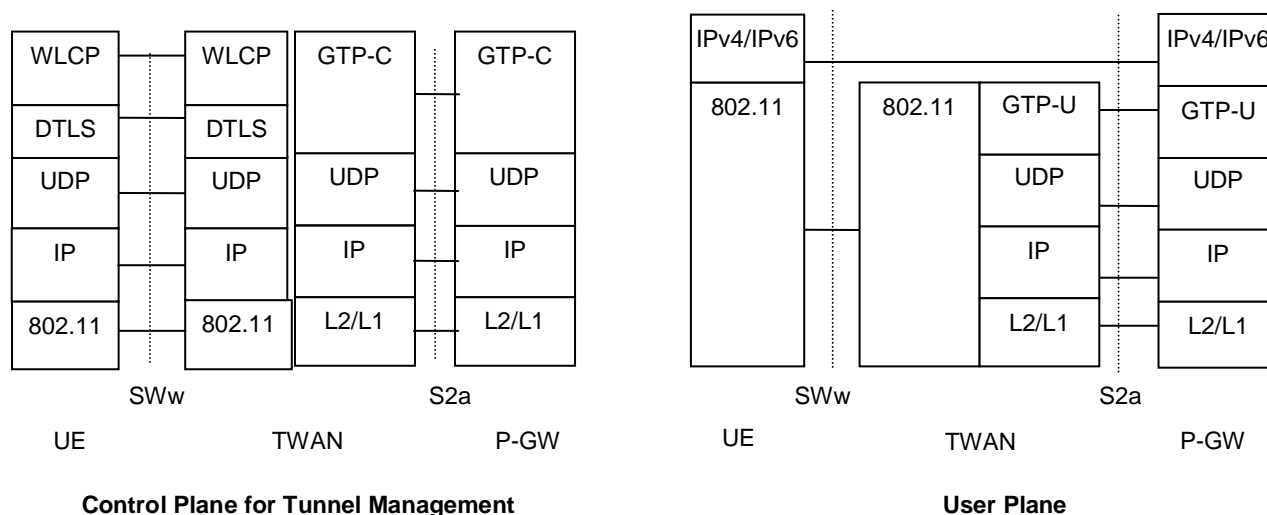 WLCP WLCP GTP-C GTP-C
DTLS DTLS
UDP UDP UDP UDP
IP IP IP IP
802.11 802.11 L2/L1 L2/L1
SWw S2a
UE TWAN P-GW
Control Plane for Tunnel Management
IPv4/IPv6 IPv4/IPv6
802.11 802.11 GTP-U GTP-U
UDP UDP
IP IP
L2/L1 L2/L1
SWw S2a
UE TWAN P-GW
User Plane